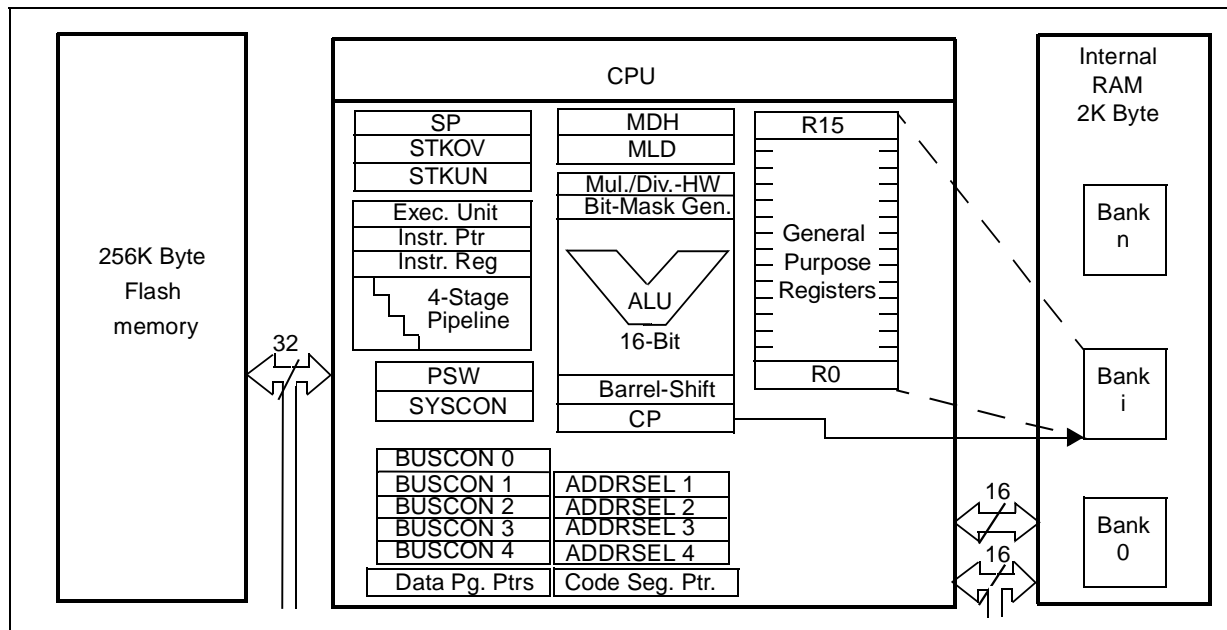 256K Byte
Flash
memory
32
CPU
SP
STKOV
STKUN
Exec. Unit
Instr. Ptr
Instr. Reg
4-Stage
Pipeline
PSW
SYSCON
BUSCON 0
BUSCON 1
BUSCON 2
BUSCON 3
BUSCON 4
Data Pg. Ptrs
MDH
MLD
Mul./Div.-HW
Bit-Mask Gen.
ALU
16-Bit
Barrel-Shift
CP
ADDRSEL 1
ADDRSEL 2
ADDRSEL 3
ADDRSEL 4
Code Seg. Ptr.
R15
General
Purpose
Registers
R0
16
16
Internal
RAM
2K Byte
Bank
n
Bank
i
Bank
0